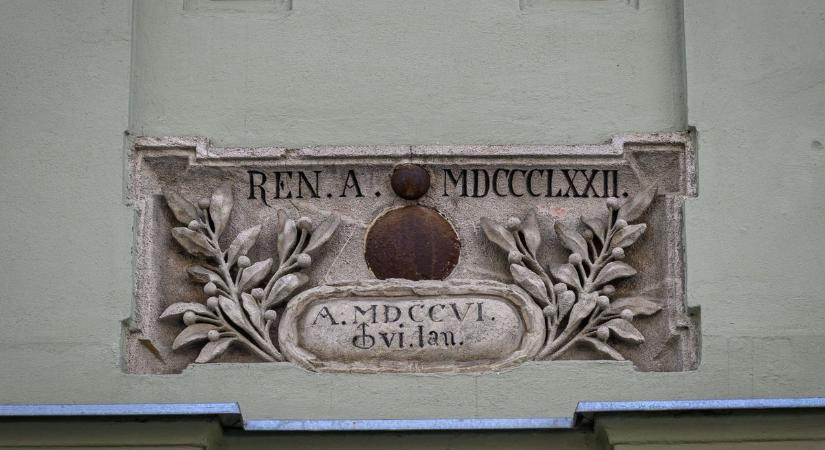 REN. A. MDCCCLXXII.
A. MDCCVI.
vi. Ian.